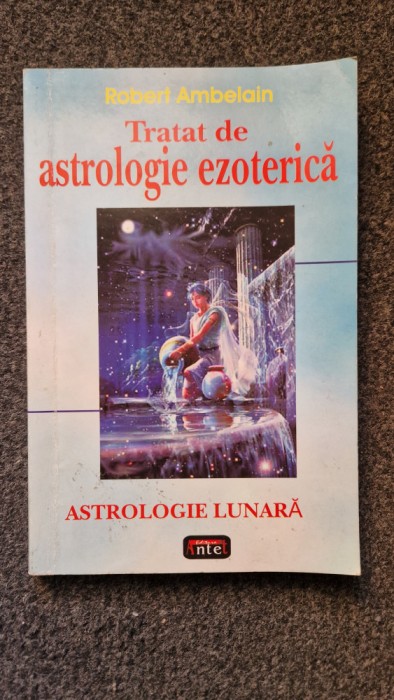 Robert Ambelain
Tratat de
astrologie ezoterică
ASTROLOGIE LUNARĂ
Antet